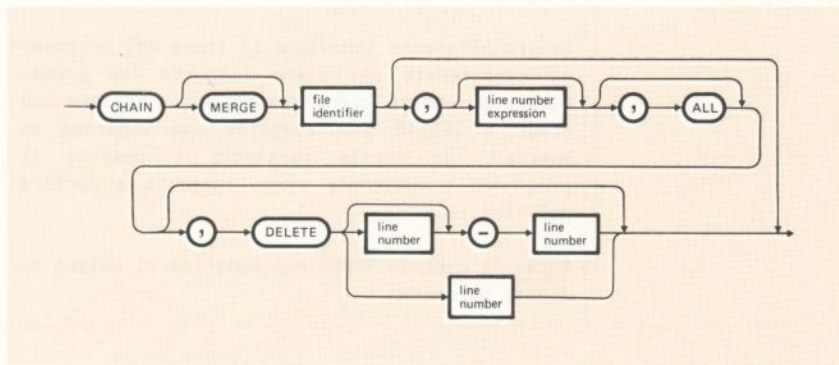 CHAIN MERGE file identifier , line number expression , ALL
, DELETE line number - line number
line number